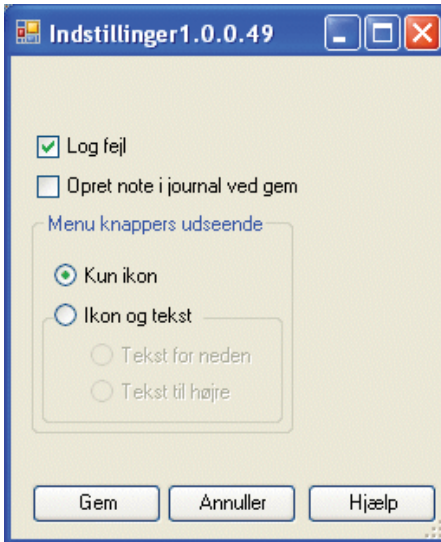 Indstillinger1.0.0.49
Log fejl
Opret note i journal ved gem
Menu knappers udseende
Kun ikon
Ikon og tekst
Tekst for neden
Tekst til højre
Gem Annuller Hjælp